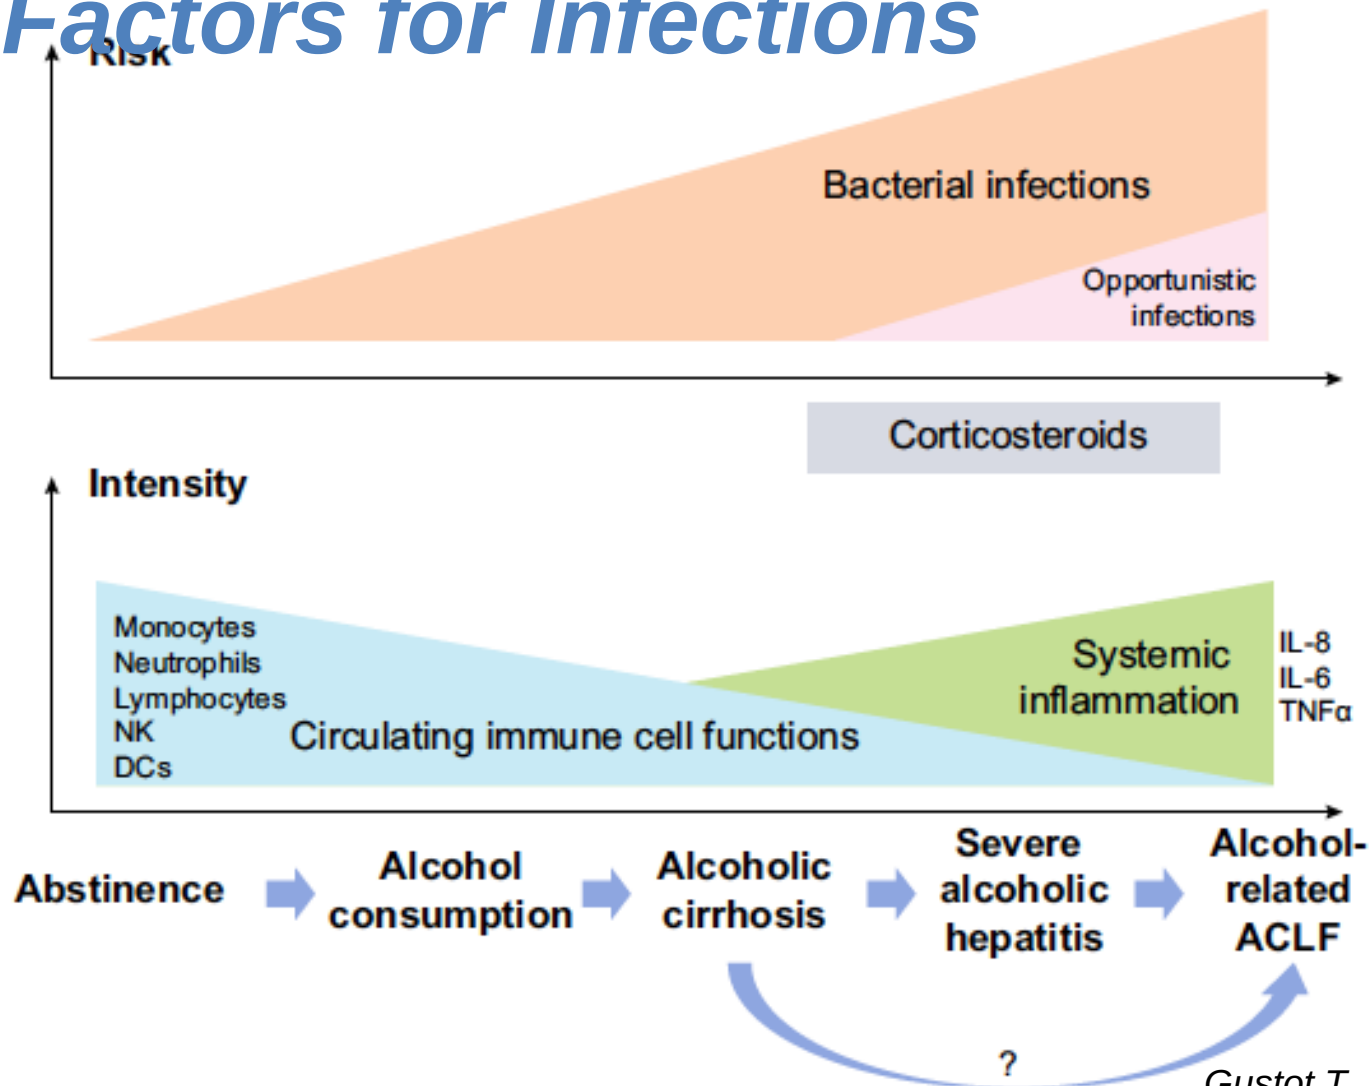 Factors for Infections
Risk
Bacterial infections
Opportunistic
infections
Corticosteroids
Intensity
Monocytes
Neutrophils
Lymphocytes
NK
DCs
Circulating immune cell functions
Systemic
inflammation
IL-8
IL-6
TNFα
Abstinence
Alcohol
consumption
Alcoholic
cirrhosis
Severe
alcoholic
hepatitis
Alcohol-
related
ACLF
?
Gustot T